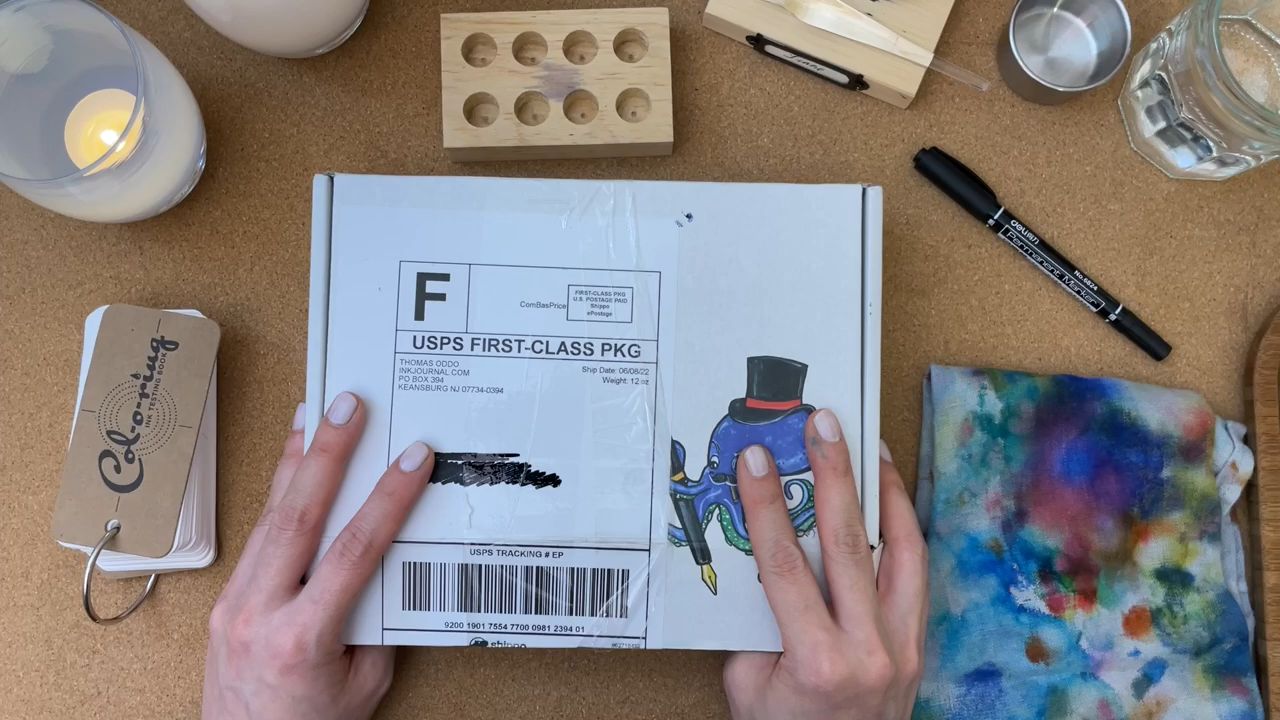 F
ComBasPrice
FIRST-CLASS PKG
U.S. POSTAGE PAID
Shippo
ePostage
USPS FIRST-CLASS PKG
THOMAS ODDO
INKJOURNAL.COM
PO BOX 394
KEANSBURG NJ 07734-0394
Ship Date: 06/08/22
Weight: 12 oz
USPS TRACKING # EP
9200 1901 7554 7700 0981 2394 01
shippo
Col-o-ring
INK TESTING BOOK
deli
Permanent Marker
No.6824